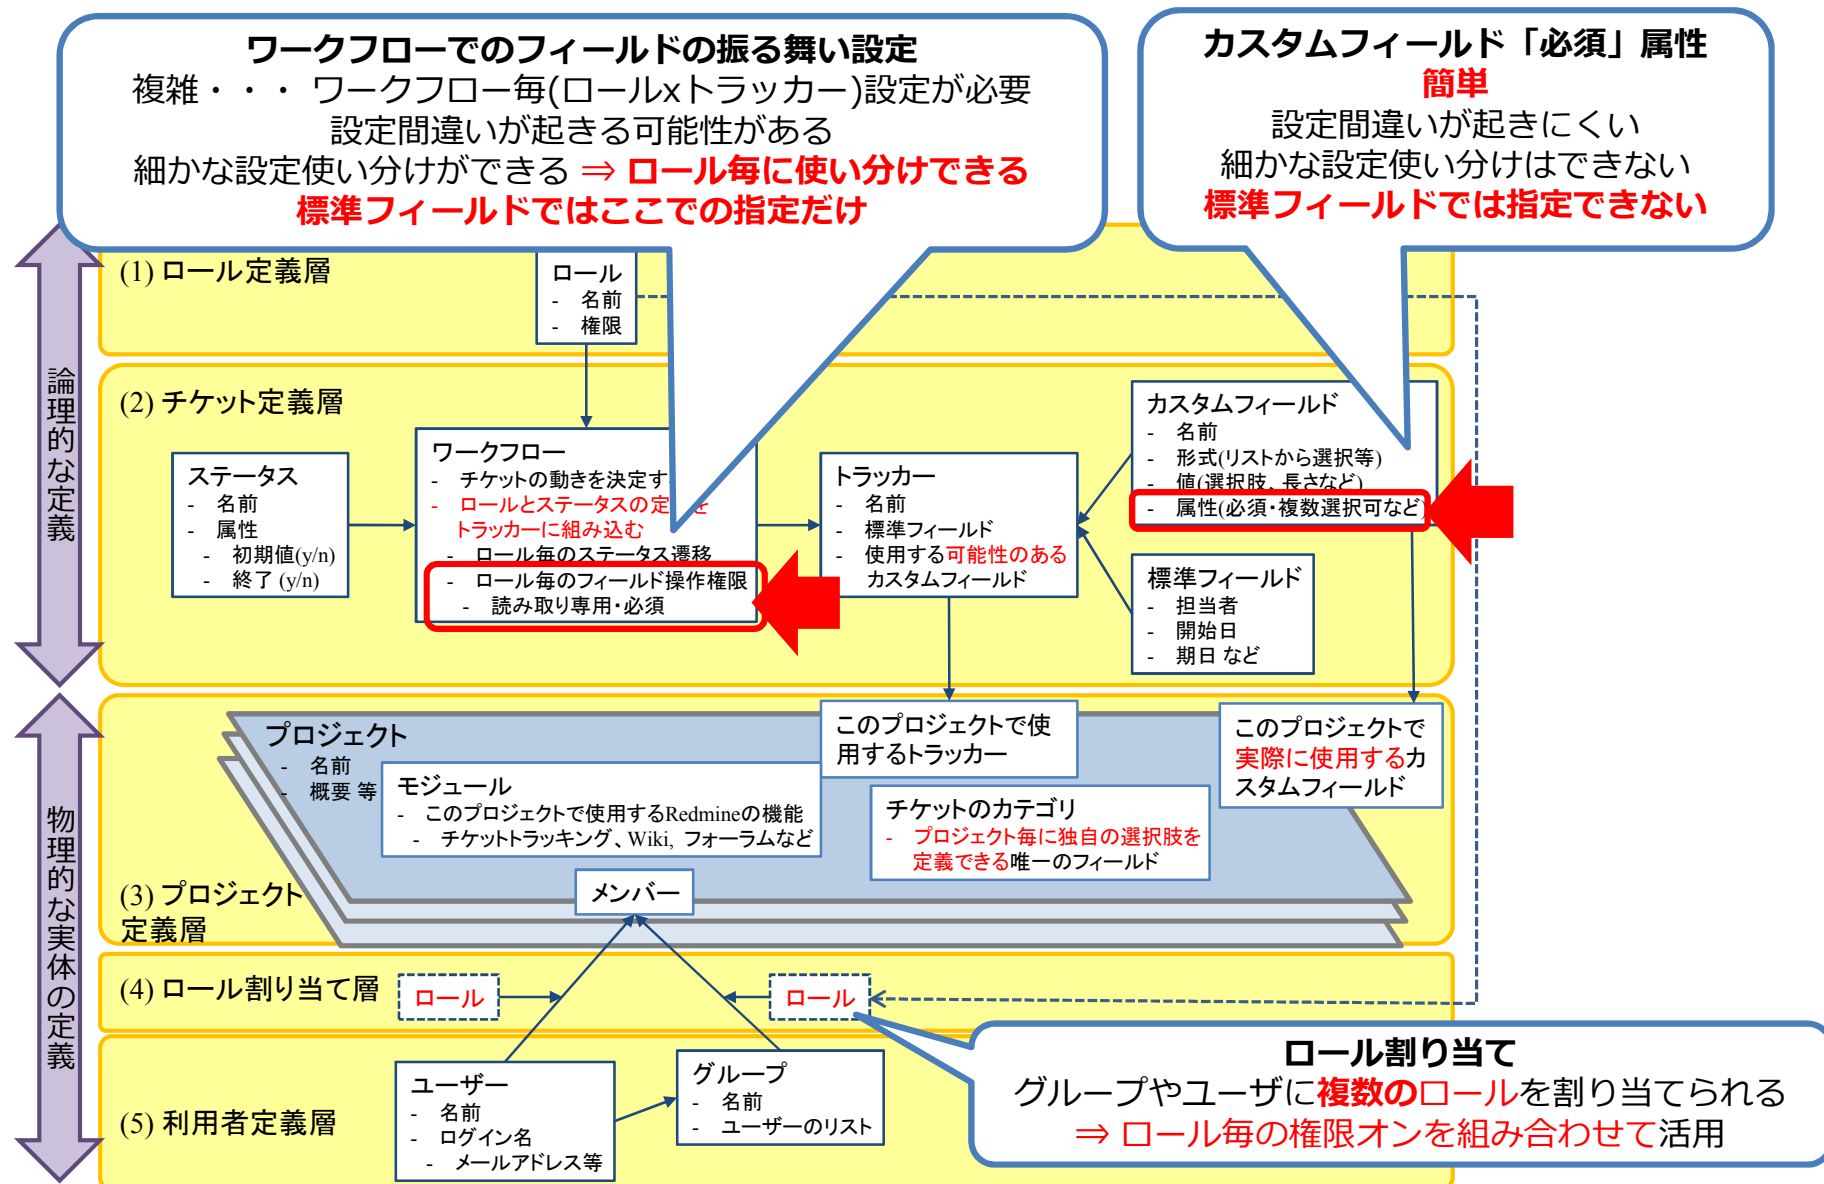 ワークフローでのフィールドの振る舞い設定
複雑・・・ ワークフロー毎(ロールxトラッカー)設定が必要
設定間違いが起きる可能性がある
細かな設定使い分けができる ⇒ ロール毎に使い分けできる
標準フィールドではここでの指定だけ
カスタムフィールド「必須」属性
簡単
設定間違いが起きにくい
細かな設定使い分けはできない
標準フィールドでは指定できない
論理的な定義
(1) ロール定義層
ロール
- 名前
- 権限
(2) チケット定義層
ステータス
- 名前
- 属性
- 初期値(y/n)
- 終了 (y/n)
ワークフロー
- チケットの動きを決定す
- ロールとステータスの定 を
トラッカーに組み込む
- ロール毎のステータス遷移
- ロール毎のフィールド操作権限
- 読み取り専用・必須
トラッカー
- 名前
- 標準フィールド
- 使用する可能性のある
カスタムフィールド
カスタムフィールド
- 名前
- 形式(リストから選択等)
- 値(選択肢、長さなど)
- 属性(必須・複数選択可など)
標準フィールド
- 担当者
- 開始日
- 期日 など
物理的な実体の定義
(3) プロジェクト
定義層
プロジェクト
- 名前
- 概要 等
モジュール
- このプロジェクトで使用するRedmineの機能
- チケットトラッキング、Wiki, フォーラムなど
このプロジェクトで使
用するトラッカー
チケットのカテゴリ
- プロジェクト毎に独自の選択肢を
定義できる唯一のフィールド
このプロジェクトで
実際に使用するカ
スタムフィールド
メンバー
(4) ロール割り当て層
ロール
ロール
(5) 利用者定義層
ユーザー
- 名前
- ログイン名
- メールアドレス等
グループ
- 名前
- ユーザーのリスト
ロール割り当て
グループやユーザに複数のロールを割り当てられる
⇒ ロール毎の権限オンを組み合わせて活用